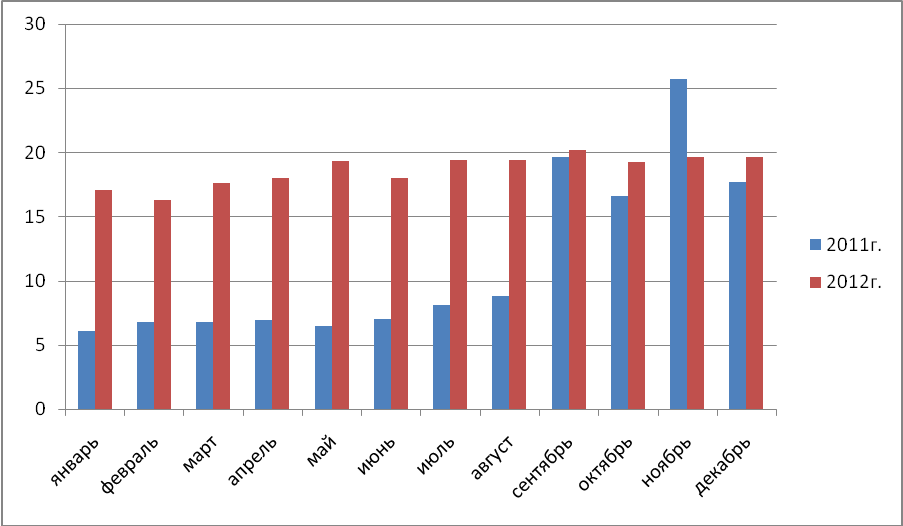 30
25
20
15
10
5
0
январь
февраль
март
апрель
май
июнь
июль
август
сентябрь
октябрь
ноябрь
декабрь
2011г.
2012г.